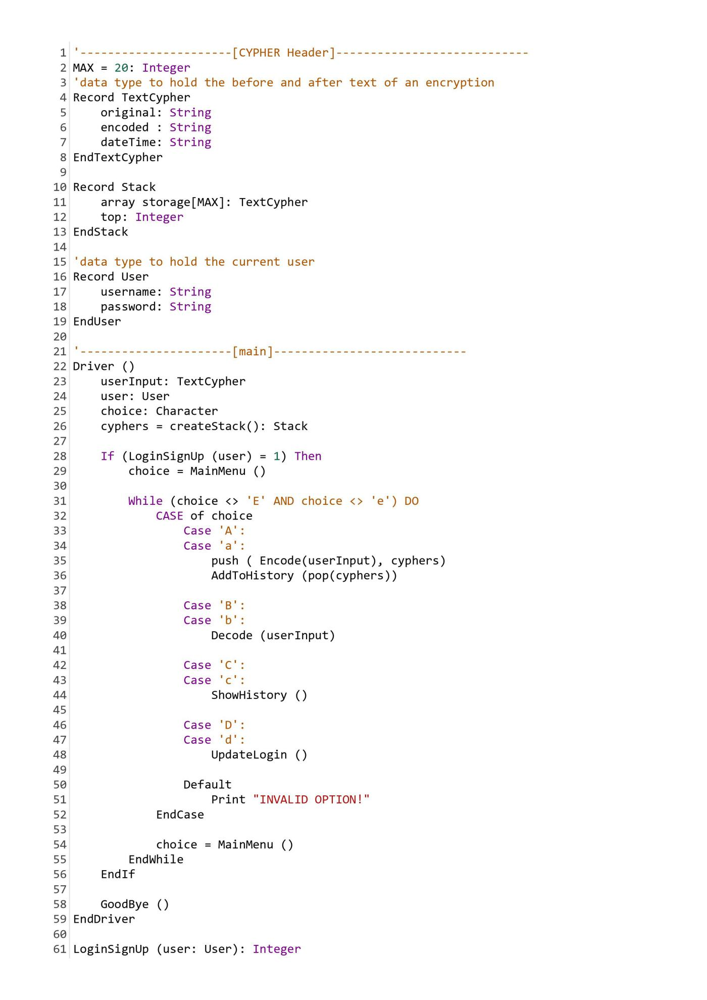 1 '----------------------[CYPHER Header]----------------------------
2 MAX = 20: Integer
3 'data type to hold the before and after text of an encryption
4 Record TextCypher
5     original: String
6     encoded : String
7     dateTime: String
8 EndTextCypher
9
10 Record Stack
11     array storage[MAX]: TextCypher
12     top: Integer
13 EndStack
14
15 'data type to hold the current user
16 Record User
17     username: String
18     password: String
19 EndUser
20
21 '----------------------[main]----------------------------
22 Driver ()
23     userInput: TextCypher
24     user: User
25     choice: Character
26     cyphers = createStack(): Stack
27
28     If (LoginSignUp (user) = 1) Then
29         choice = MainMenu ()
30
31         While (choice <> 'E' AND choice <> 'e') DO
32             CASE of choice
33                 Case 'A':
34                 Case 'a':
35                     push ( Encode(userInput), cyphers)
36                     AddToHistory (pop(cyphers))
37
38                 Case 'B':
39                 Case 'b':
40                     Decode (userInput)
41
42                 Case 'C':
43                 Case 'c':
44                     ShowHistory ()
45
46                 Case 'D':
47                 Case 'd':
48                     UpdateLogin ()
49
50                 Default
51                     Print "INVALID OPTION!"
52             EndCase
53
54             choice = MainMenu ()
55         EndWhile
56     EndIf
57
58     GoodBye ()
59 EndDriver
60
61 LoginSignUp (user: User): Integer